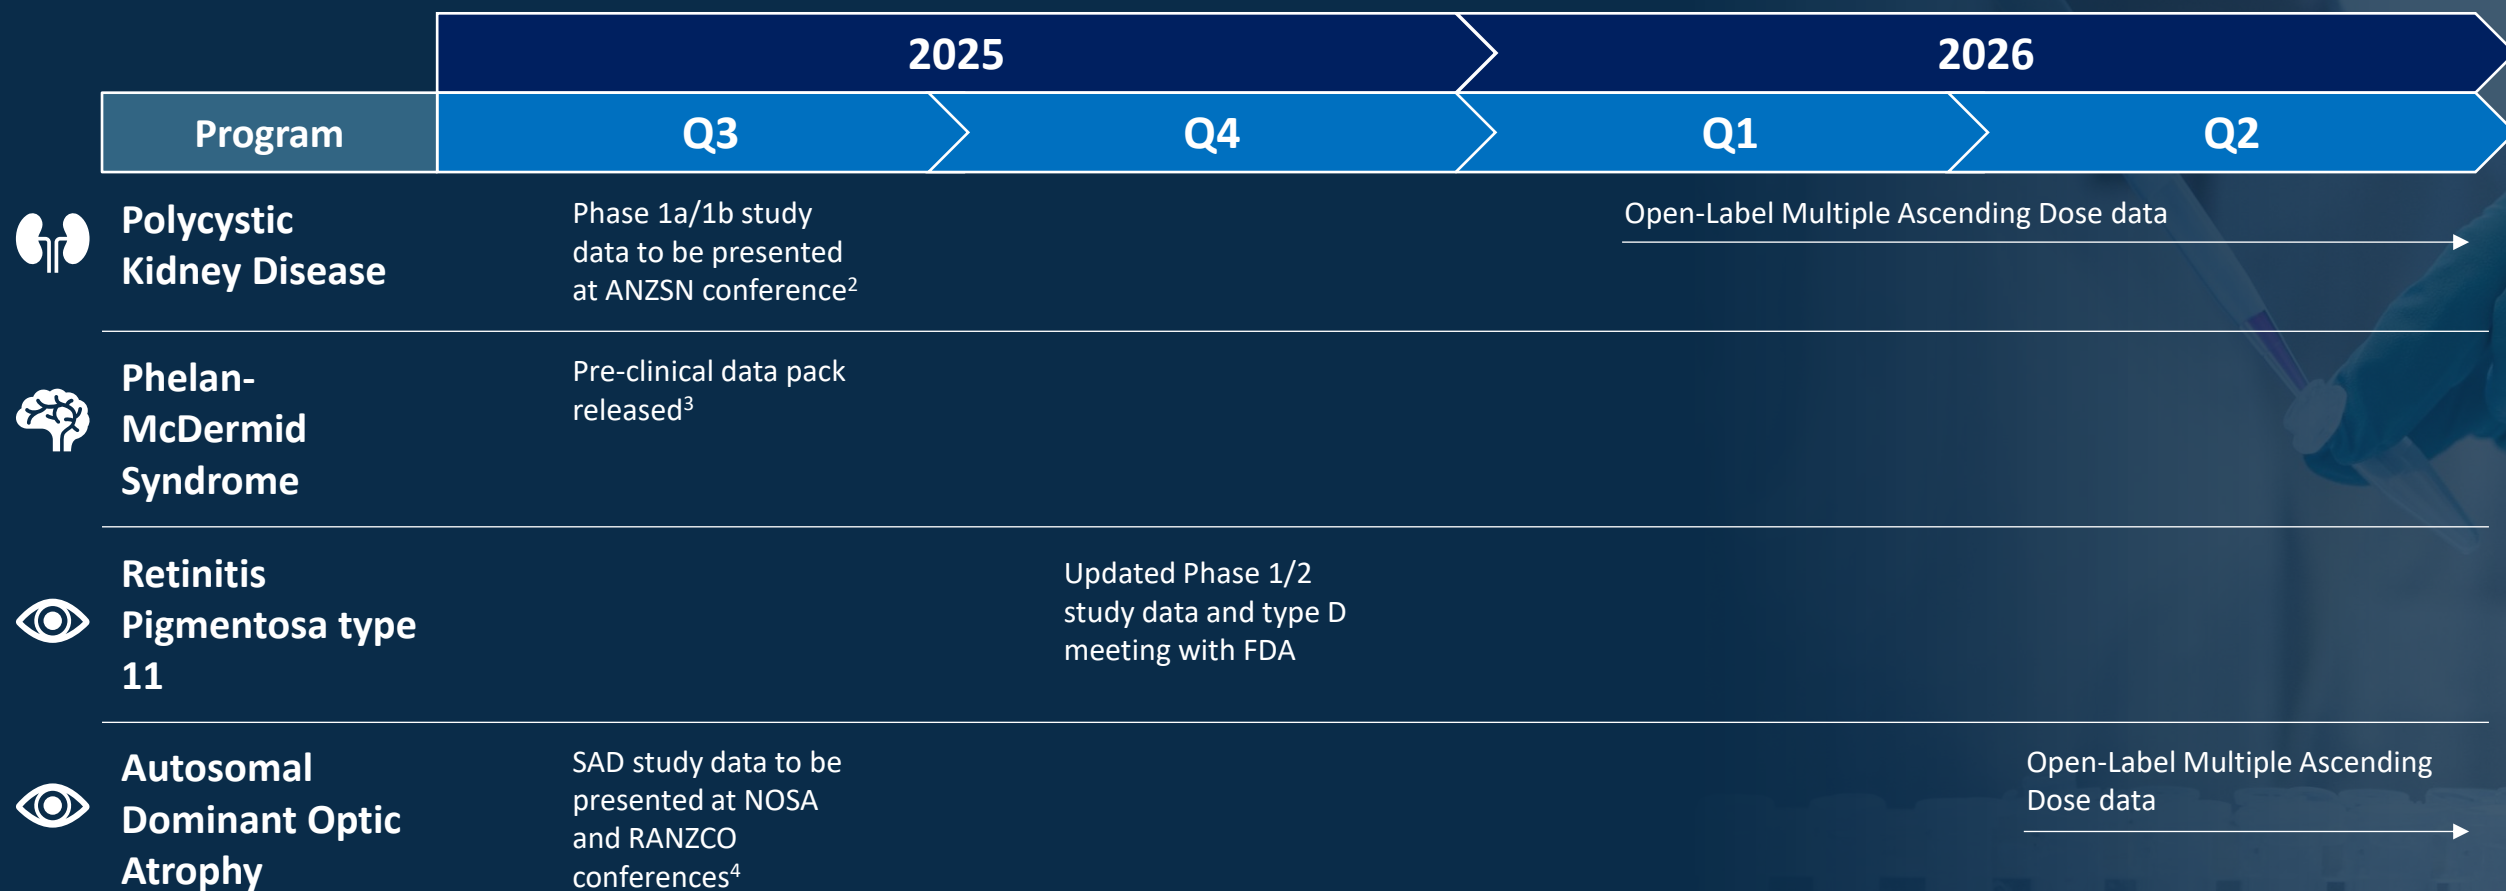 2025
2026
Program
Q3
Q4
Q1
Q2
Polycystic
Kidney Disease
Phase 1a/1b study
data to be presented
at ANZSN conference²
Open-Label Multiple Ascending Dose data
Phelan-
McDermid
Syndrome
Pre-clinical data pack
released³
Retinitis
Pigmentosa type
11
Updated Phase 1/2
study data and type D
meeting with FDA
Autosomal
Dominant Optic
Atrophy
SAD study data to be
presented at NOSA
and RANZCO
conferences⁴
Open-Label Multiple Ascending
Dose data